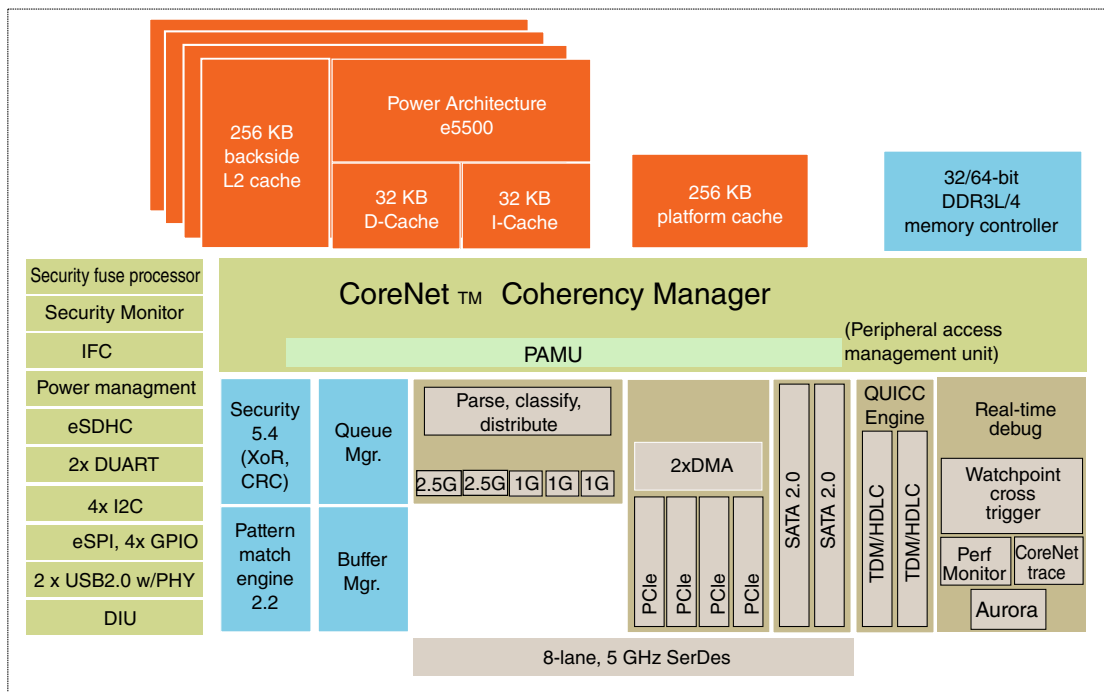 Power Architecture
e5500
256 KB
backside
L2 cache
32 KB
D-Cache
32 KB
I-Cache
256 KB
platform cache
32/64-bit
DDR3L/4
memory controller
Security fuse processor
Security Monitor
IFC
Power managment
eSDHC
2x DUART
4x I2C
eSPI, 4x GPIO
2 x USB2.0 w/PHY
DIU
CoreNet TM Coherency Manager
PAMU
(Peripheral access
management unit)
Security
5.4
(XoR,
CRC)
Queue
Mgr.
Pattern
match
engine
2.2
Buffer
Mgr.
Parse, classify,
distribute
2.5G
2.5G
1G
1G
1G
2xDMA
PCIe
PCIe
PCIe
PCIe
SATA 2.0
SATA 2.0
QUICC
Engine
TDM/HDLC
TDM/HDLC
Real-time
debug
Watchpoint
cross
trigger
Perf
Monitor
CoreNet
trace
Aurora
8-lane, 5 GHz SerDes